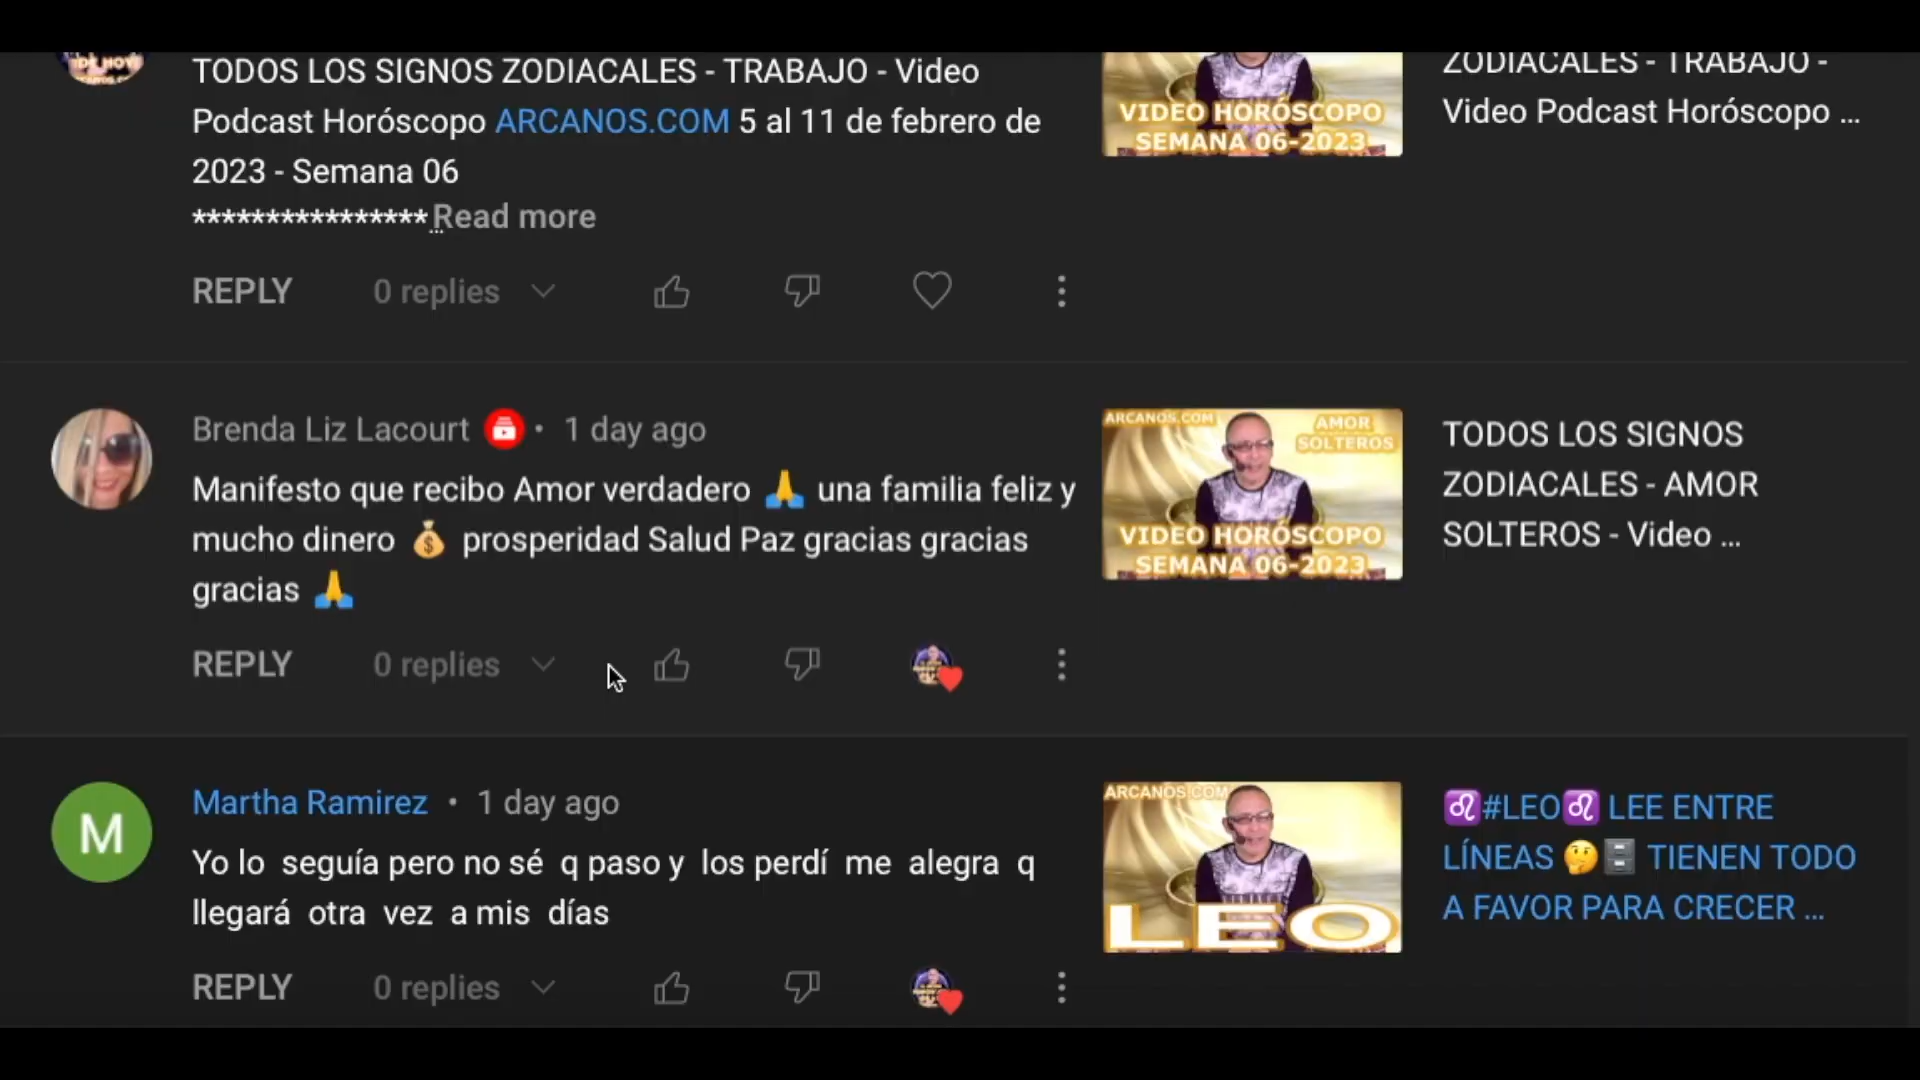 TODOS LOS SIGNOS ZODIACALES - TRABAJO - Video
Podcast Horóscopo ARCANOS.COM 5 al 11 de febrero de
2023 - Semana 06
****************
...Read more
REPLY 0 replies
VIDEO HORÓSCOPO
SEMANA 06-2023
ZODIACALES - TRABAJO -
Video Podcast Horóscopo ...
Brenda Liz Lacourt • 1 day ago
Manifesto que recibo Amor verdadero 🙏 una familia feliz y
mucho dinero 💰 prosperidad Salud Paz gracias gracias
gracias 🙏
REPLY 0 replies
ARCANOS.COM
AMOR
SOLTEROS
VIDEO HORÓSCOPO
SEMANA 06-2023
TODOS LOS SIGNOS
ZODIACALES - AMOR
SOLTEROS - Video ...
M
Martha Ramirez • 1 day ago
Yo lo seguía pero no sé q paso y los perdí me alegra q
llegará otra vez a mis días
REPLY 0 replies
ARCANOS.COM
LEO
♌#LEO♌ LEE ENTRE
LÍNEAS 🤔🗄️ TIENEN TODO
A FAVOR PARA CRECER ...